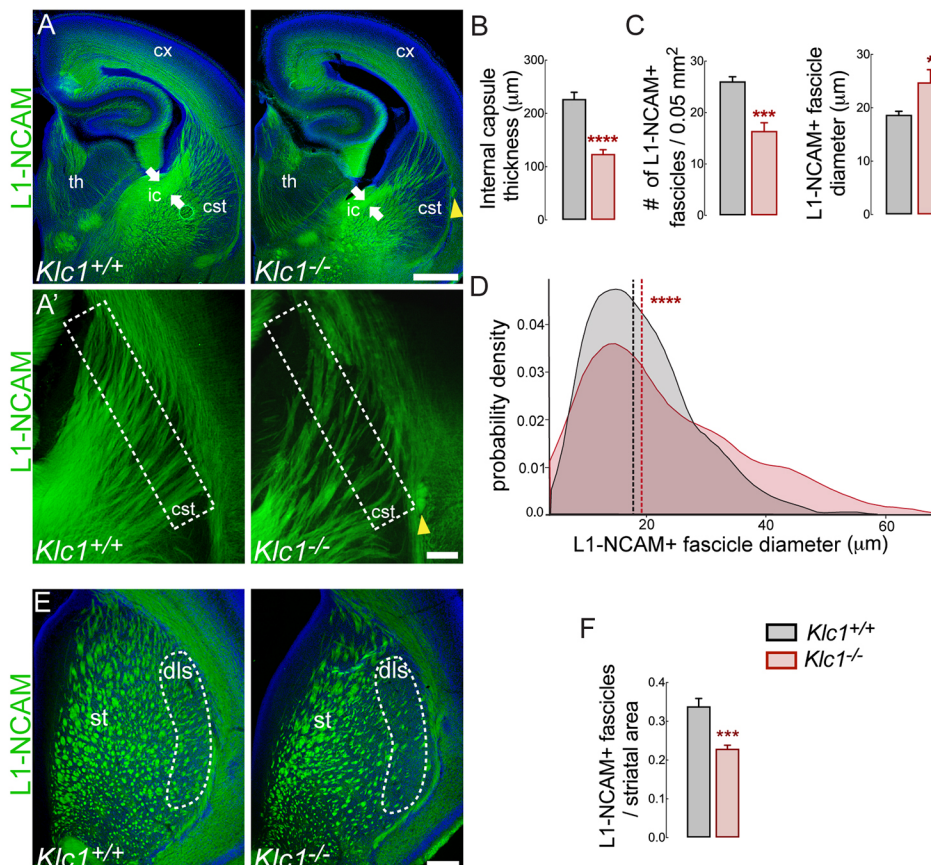 A
cx
th
ic
cst
Klc1+/+
cx
th
ic
cst
Klc1-/-
L1-NCAM
A'
cst
Klc1+/+
cst
Klc1-/-
L1-NCAM
B
Internal capsule
thickness (μm)
300
200
100
0
****
C
# of L1-NCAM+
fascicles / 0.05 mm²
30
20
10
0
***
L1-NCAM+ fascicle
diameter (μm)
30
20
10
0
*
D
probability density
0.04
0.03
0.02
0.01
0.0
****
20
40
60
L1-NCAM+ fascicle diameter (μm)
E
dls
st
Klc1+/+
dls
st
Klc1-/-
L1-NCAM
F
Klc1+/+
Klc1-/-
L1-NCAM+ fascicles
/ striatal area
0.4
0.3
0.2
0.0
***